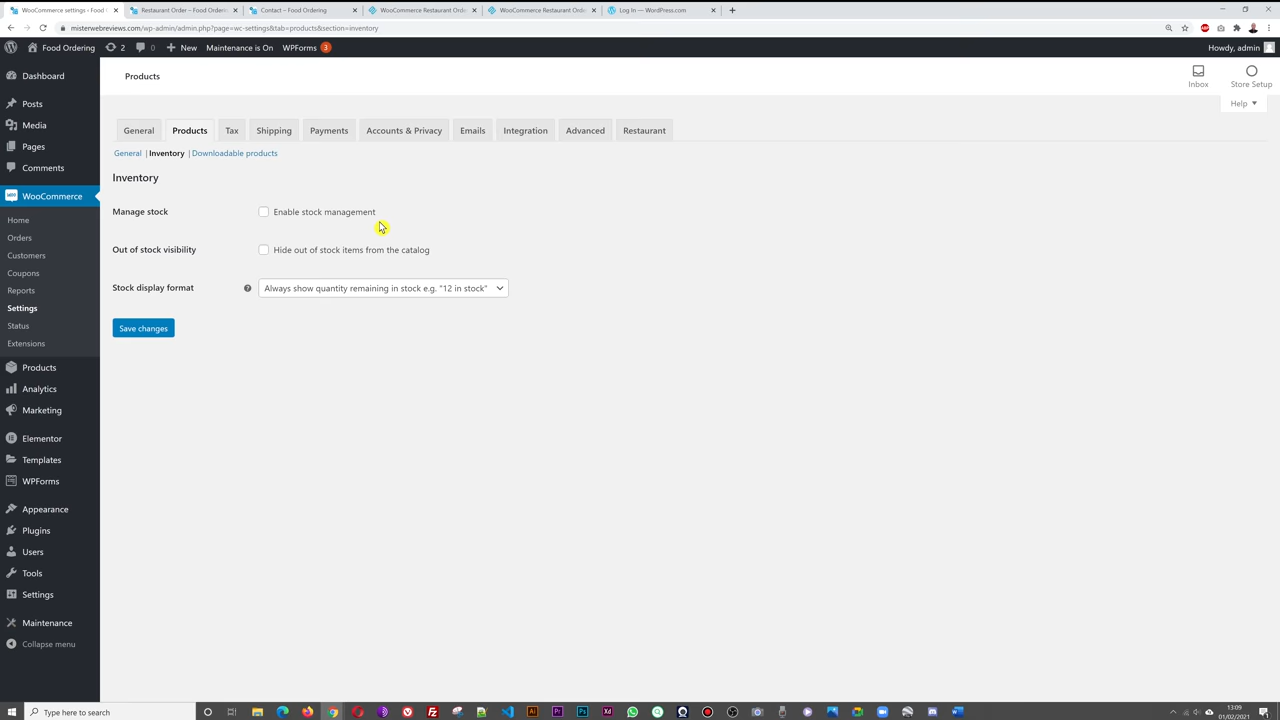 WooCommerce settings - Food
Restaurant Order – Food Ordering
Contact – Food Ordering
WooCommerce Restaurant Ord
WooCommerce Restaurant Ord
Log In — WordPress.com
misterwebreviews.com/wp-admin/admin.php?page=wc-settings&tab=products&section=inventory
Food Ordering 2 0 New Maintenance is On WPForms 3 Howdy, admin
Dashboard
Posts
Media
Pages
Comments
WooCommerce
Home
Orders
Customers
Coupons
Reports
Settings
Status
Extensions
Products
Analytics
Marketing
Elementor
Templates
WPForms
Appearance
Plugins
Users
Tools
Settings
Maintenance
Collapse menu
Products
Inbox
Store Setup
Help
General Products Tax Shipping Payments Accounts & Privacy Emails Integration Advanced Restaurant
General | Inventory | Downloadable products
Inventory
Manage stock Enable stock management
Out of stock visibility Hide out of stock items from the catalog
Stock display format Always show quantity remaining in stock e.g. "12 in stock"
Save changes
Type here to search
13:09
01/02/2021